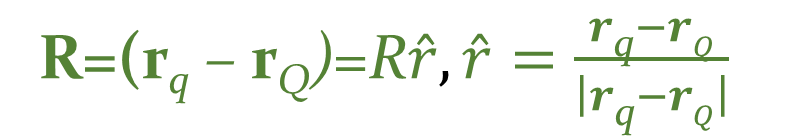 𝐑=(𝐫_q − 𝐫_Q)=Rr̂, r̂ = (𝒓_q−𝒓_Q)/|𝒓_q−𝒓_Q|